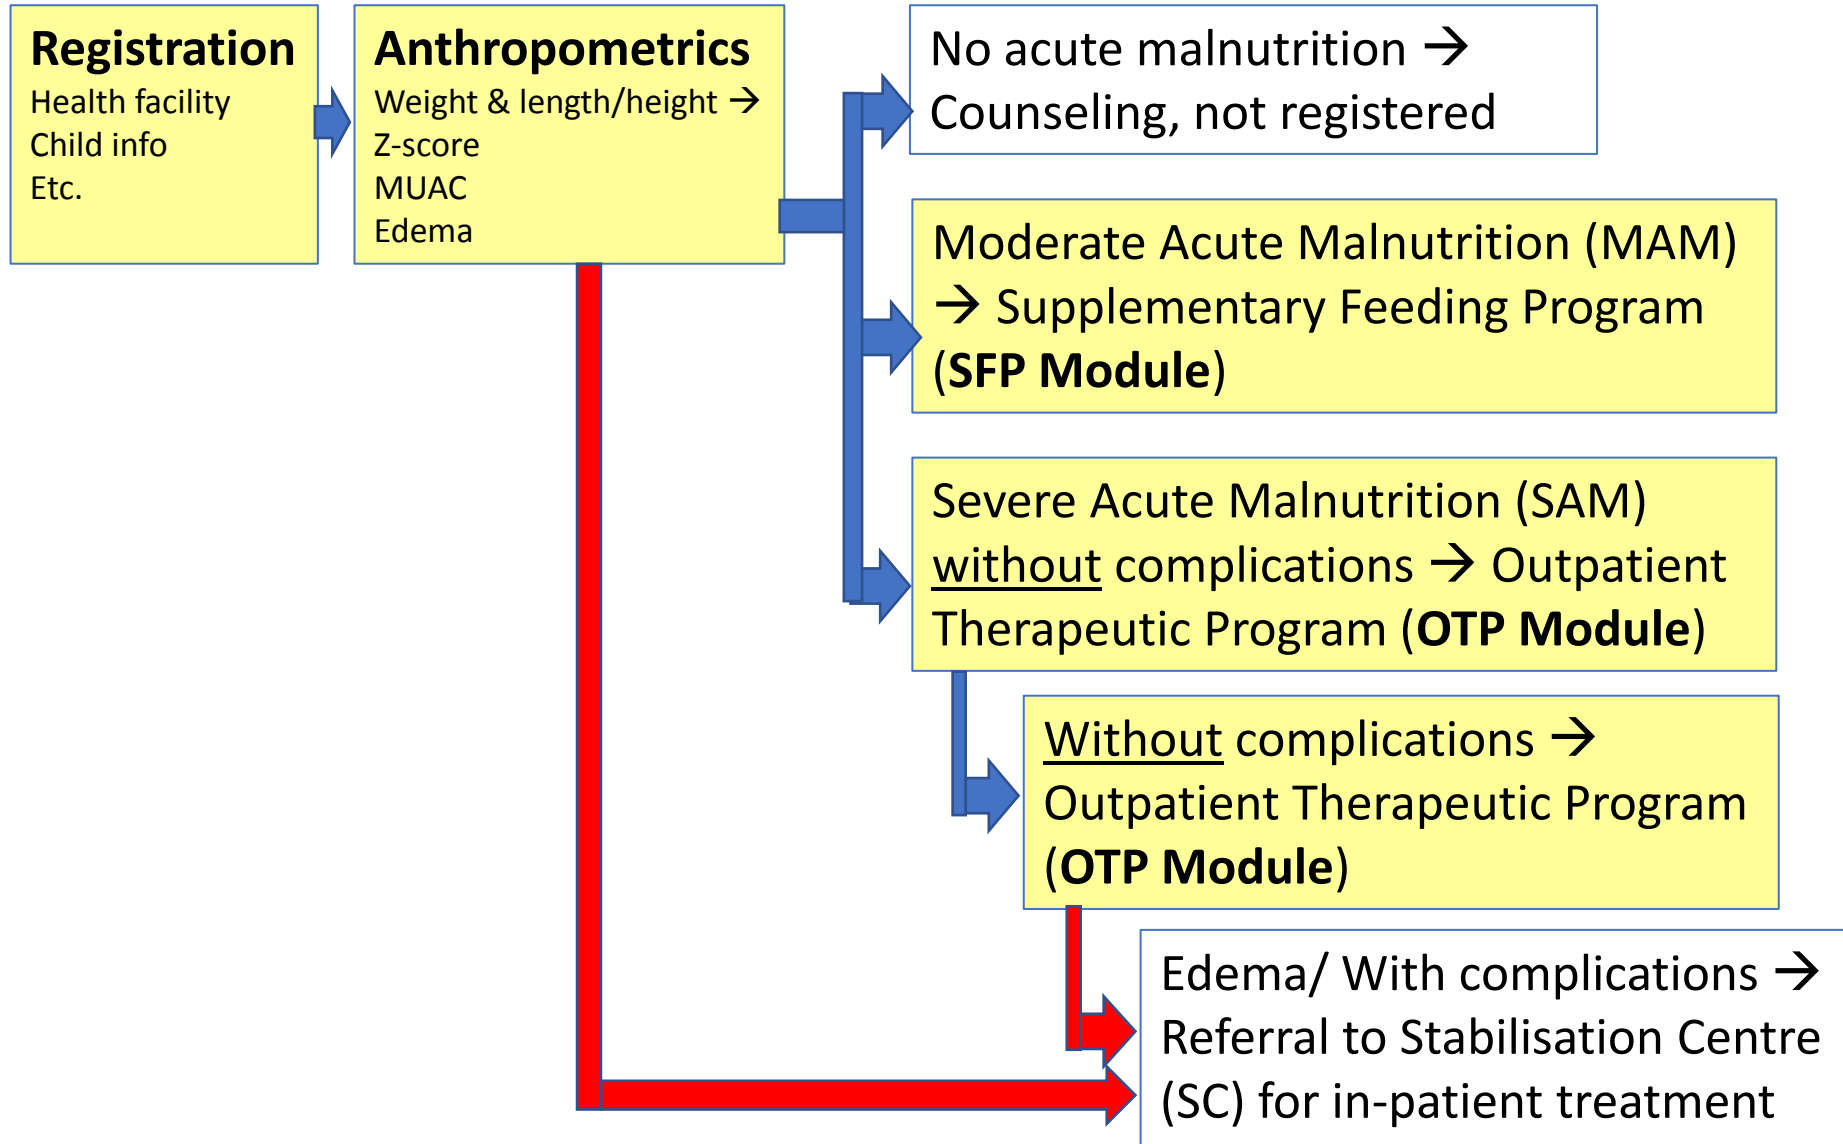 Registration
Health facility
Child info
Etc.
Anthropometrics
Weight & length/height →
Z-score
MUAC
Edema
No acute malnutrition →
Counseling, not registered
Moderate Acute Malnutrition (MAM)
→ Supplementary Feeding Program
(SFP Module)
Severe Acute Malnutrition (SAM)
without complications → Outpatient
Therapeutic Program (OTP Module)
Without complications →
Outpatient Therapeutic Program
(OTP Module)
Edema/ With complications →
Referral to Stabilisation Centre
(SC) for in-patient treatment